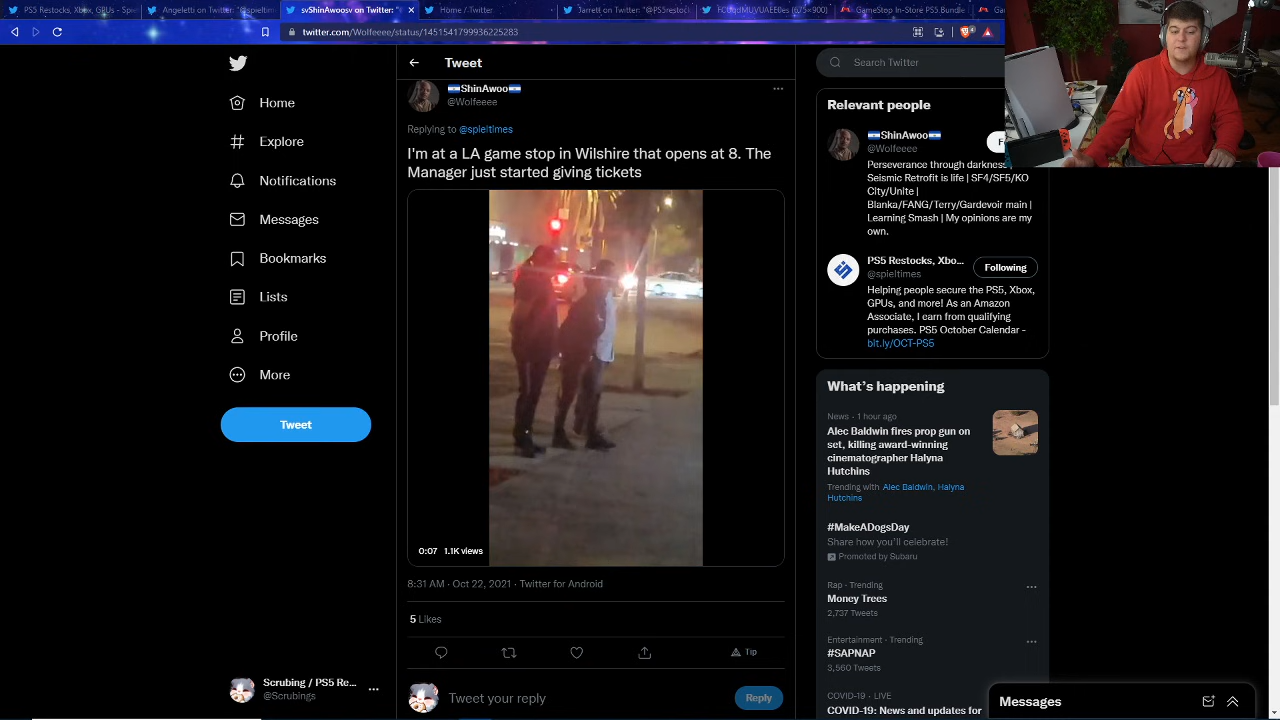 PS5 Restocks, Xbox, GPUs - Spie
Angeletti on Twitter: "@spieltim
svShinAwoosv on Twitter: "
Home / Twitter
Jarrett on Twitter: "@PS5restoc
GameStop In-Store PS5 Bundle
Gam
twitter.com/Wolfeeee/status/1451541799936225283
Home
Explore
Notifications
Messages
Bookmarks
Lists
Profile
More
Tweet
Scrubing / PS5 Re...
@Scrubings
Tweet
ShinAwoo
@Wolfeeee
Replying to @spieltimes
I'm at a LA game stop in Wilshire that opens at 8. The
Manager just started giving tickets
0:07 1.1K views
8:31 AM · Oct 22, 2021 · Twitter for Android
5 Likes
Tip
Tweet your reply
Reply
Search Twitter
Relevant people
ShinAwoo
@Wolfeeee
Perseverance through darkness
Seismic Retrofit is life | SF4/SF5/KO
City/Unite |
Blanka/FANG/Terry/Gardevoir main |
Learning Smash | My opinions are my
own.
PS5 Restocks, Xbo...
@spieltimes
Following
Helping people secure the PS5, Xbox,
GPUs, and more! As an Amazon
Associate, I earn from qualifying
purchases. PS5 October Calendar -
bit.ly/OCT-PS5
What's happening
News · 1 hour ago
Alec Baldwin fires prop gun on
set, killing award-winning
cinematographer Halyna
Hutchins
Trending with Alec Baldwin, Halyna
Hutchins
#MakeADogsDay
Share how you'll celebrate!
Promoted by Subaru
Rap · Trending
Money Trees
2,737 Tweets
Entertainment · Trending
#SAPNAP
3,560 Tweets
COVID-19 · LIVE
COVID-19: News and updates for
Messages